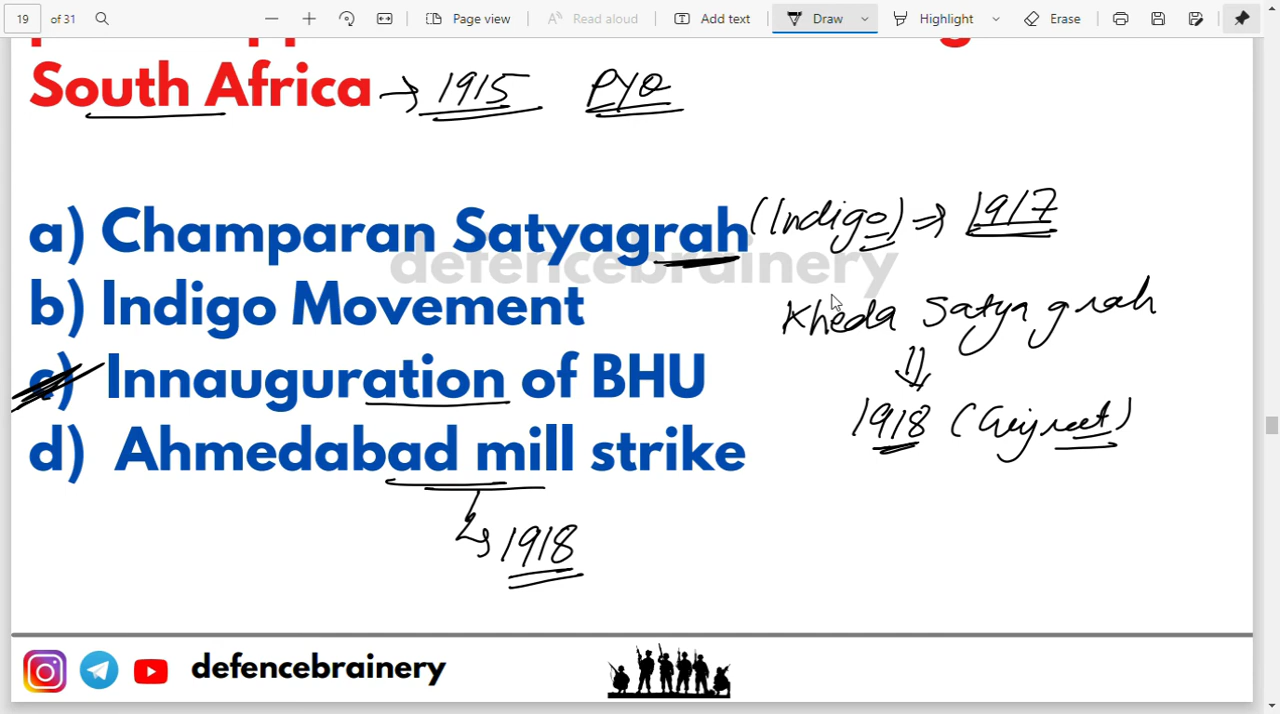 19 of 31 Page view Read aloud Add text Draw Highlight Erase
South Africa → 1915 PYQ
a) Champaran Satyagrah (Indigo) ⇒ 1917
defencebrainery
b) Indigo Movement
Kheda Satyagrah
c) Innauguration of BHU
1918 (Gujrat)
d) Ahmedabad mill strike
1918
defencebrainery